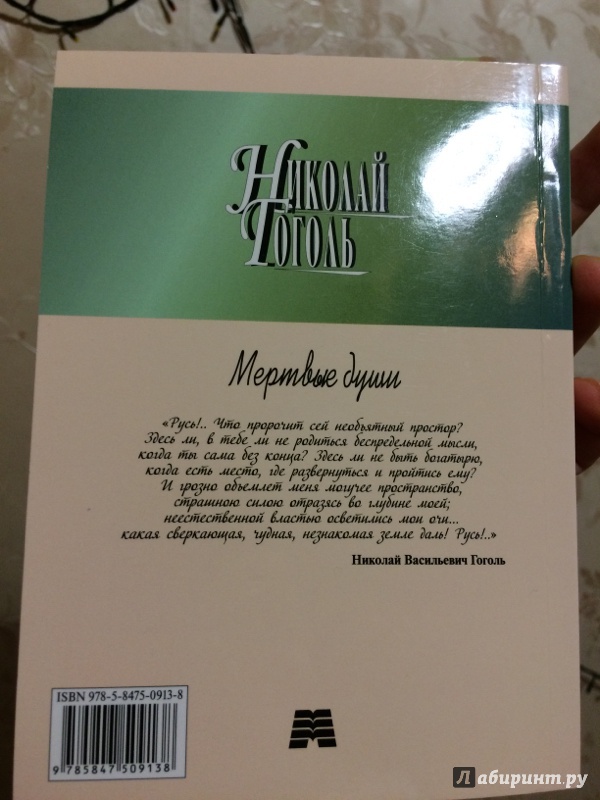 Николай
Гоголь
Мертвые души
«Русь!.. Что пророчит сей необъятный простор?
Здесь ли, в тебе ли не родиться беспредельной мысли,
когда ты сама без конца? Здесь ли не быть богатырю,
когда есть место, где развернуться и пройтись ему?
И грозно объемлет меня могучее пространство,
страшною силою отразясь во глубине моей;
неестественной властью осветились мои очи...
какая сверкающая, чудная, незнакомая земле даль! Русь!..»
Николай Васильевич Гоголь
ISBN 978-5-8475-0913-8
9 785847 509138
Лабиринт.ру